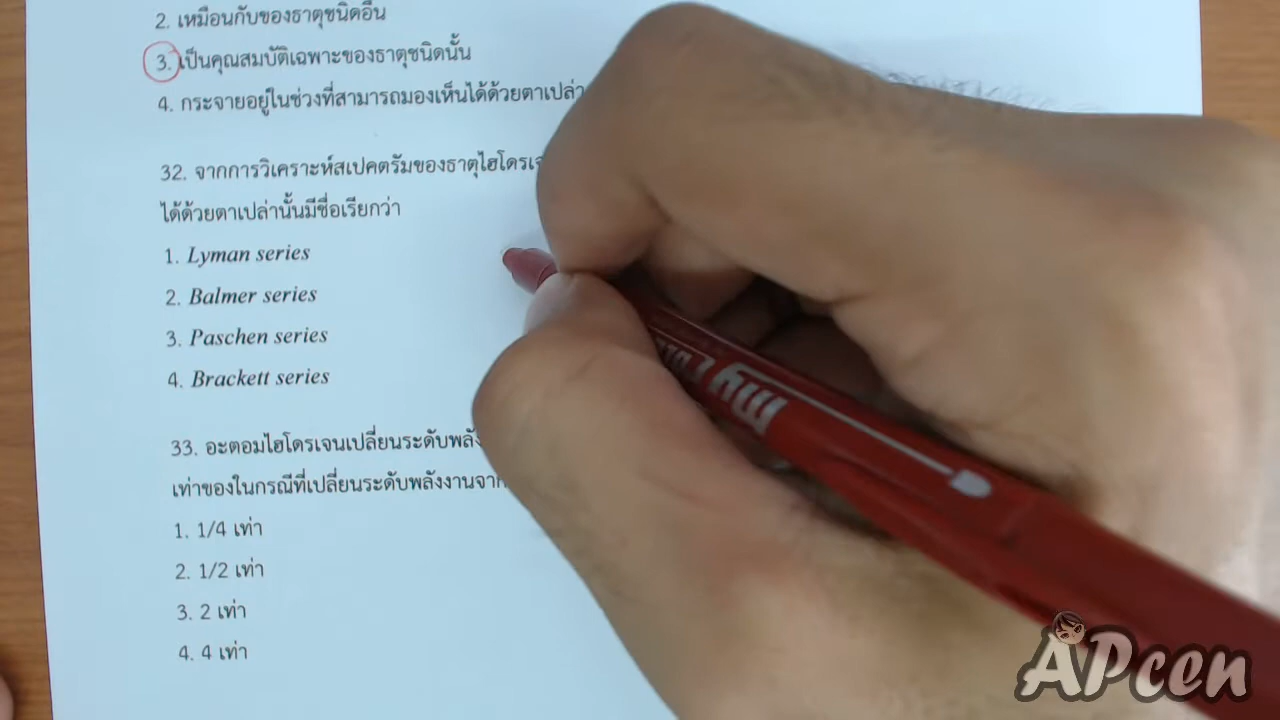 2. เหมือนกับของธาตุชนิดอื่น
3. เป็นคุณสมบัติเฉพาะของธาตุชนิดนั้น
4. กระจายอยู่ในช่วงที่สามารถมองเห็นได้ด้วยตาเปล่า
32. จากการวิเคราะห์สเปคตรัมของธาตุไฮโดรเจ
ได้ด้วยตาเปล่านั้นมีชื่อเรียกว่า
1. Lyman series
2. Balmer series
3. Paschen series
4. Brackett series
33. อะตอมไฮโดรเจนเปลี่ยนระดับพลัง
เท่าของในกรณีที่เปลี่ยนระดับพลังงานจาก
1. 1/4 เท่า
2. 1/2 เท่า
3. 2 เท่า
4. 4 เท่า
my
APcen